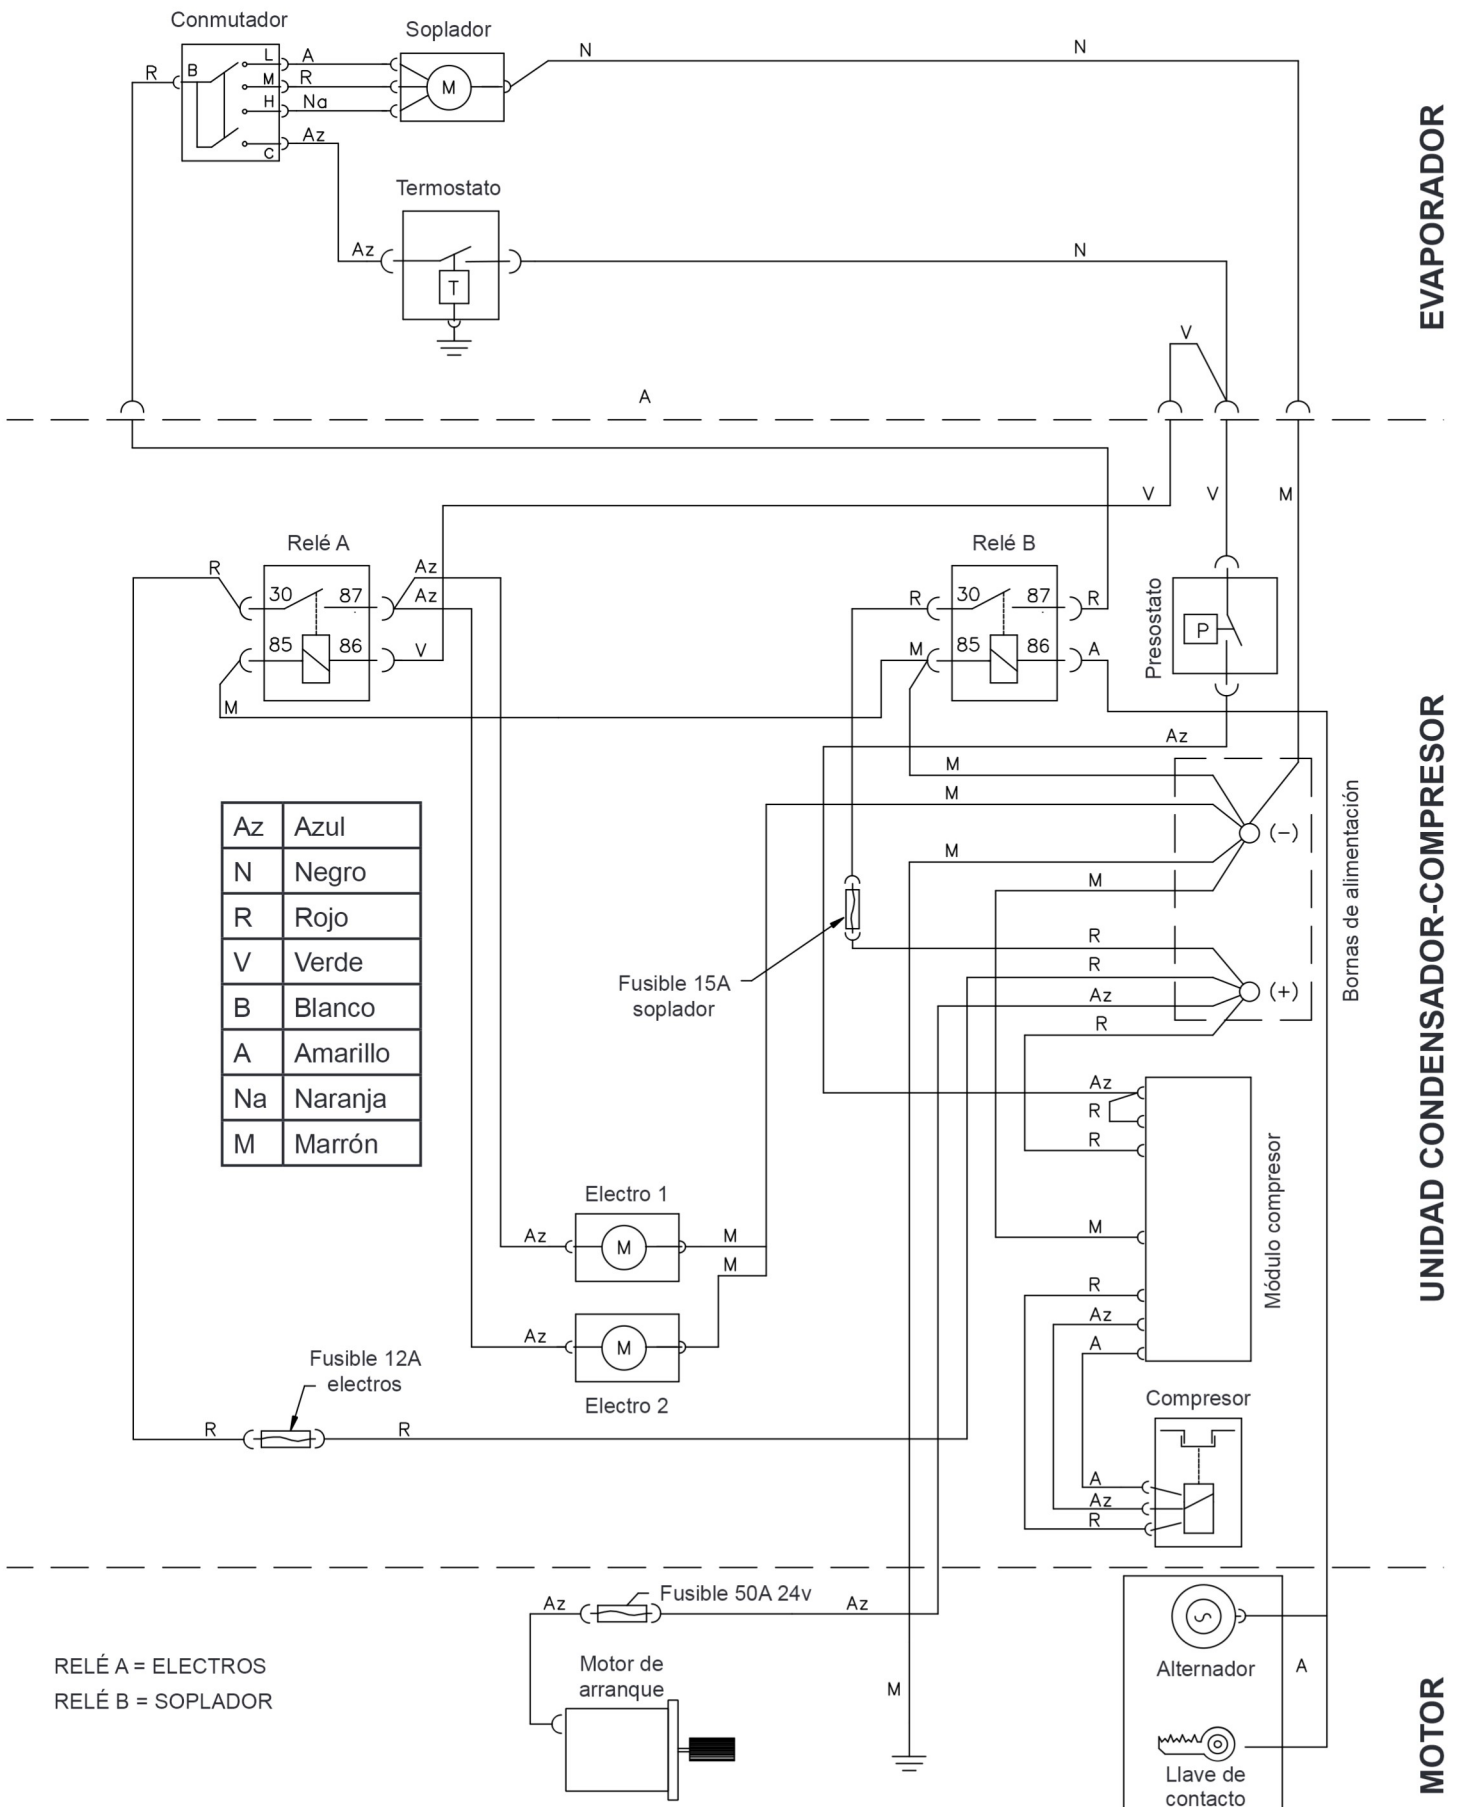 Conmutador
Soplador
R
B
L
A
M
R
H
Na
C
Az
M
N
N
Termostato
Az
T
N
V
EVAPORADOR
A
V
V
M
Relé A
R
30
87
Az
Az
85
86
V
M
Relé B
R
30
87
R
M
85
86
A
Presostato
P
Az
M
M
(−)
M
M
Bornas de alimentación
Az
Azul
N
Negro
R
Rojo
V
Verde
B
Blanco
A
Amarillo
Na
Naranja
M
Marrón
Fusible 15A
soplador
R
R
(+)
Az
R
UNIDAD CONDENSADOR-COMPRESOR
Az
R
R
M
R
Az
A
Módulo compresor
Electro 1
Az
M
M
M
Az
M
Electro 2
Fusible 12A
electros
R
R
Compresor
A
Az
R
Az
Fusible 50A 24v
Az
Motor de
arranque
M
RELÉ A = ELECTROS
RELÉ B = SOPLADOR
Alternador
A
Llave de
contacto
MOTOR